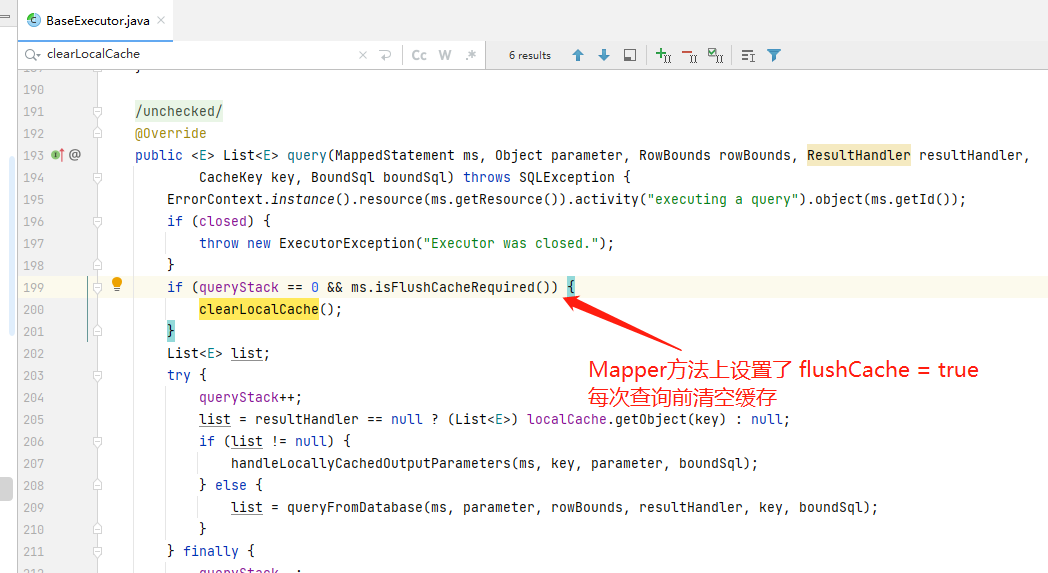 BaseExecutor.java
clearLocalCache
Cc W .* 6 results
190
191 /unchecked/
192 @Override
193 @ public <E> List<E> query(MappedStatement ms, Object parameter, RowBounds rowBounds, ResultHandler resultHandler,
194 CacheKey key, BoundSql boundSql) throws SQLException {
195 ErrorContext.instance().resource(ms.getResource()).activity("executing a query").object(ms.getId());
196 if (closed) {
197 throw new ExecutorException("Executor was closed.");
198 }
199 if (queryStack == 0 && ms.isFlushCacheRequired()) {
200 clearLocalCache();
201 }
202 List<E> list;
203 try {
Mapper方法上设置了 flushCache = true
每次查询前清空缓存
204 queryStack++;
205 list = resultHandler == null ? (List<E>) localCache.getObject(key) : null;
206 if (list != null) {
207 handleLocallyCachedOutputParameters(ms, key, parameter, boundSql);
208 } else {
209 list = queryFromDatabase(ms, parameter, rowBounds, resultHandler, key, boundSql);
210 }
211 } finally {